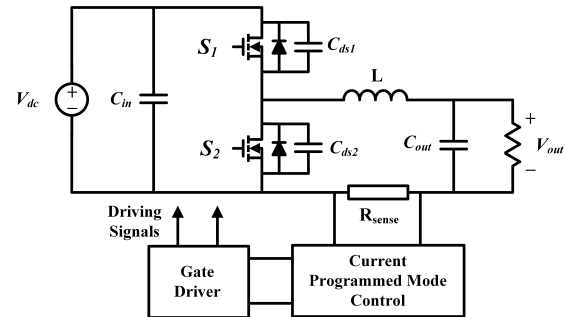 S1
Cds1
L
Vdc
+
−
Cin
S2
Cds2
Cout
+
Vout
−
Rsense
Driving
Signals
Gate
Driver
Current
Programmed Mode
Control